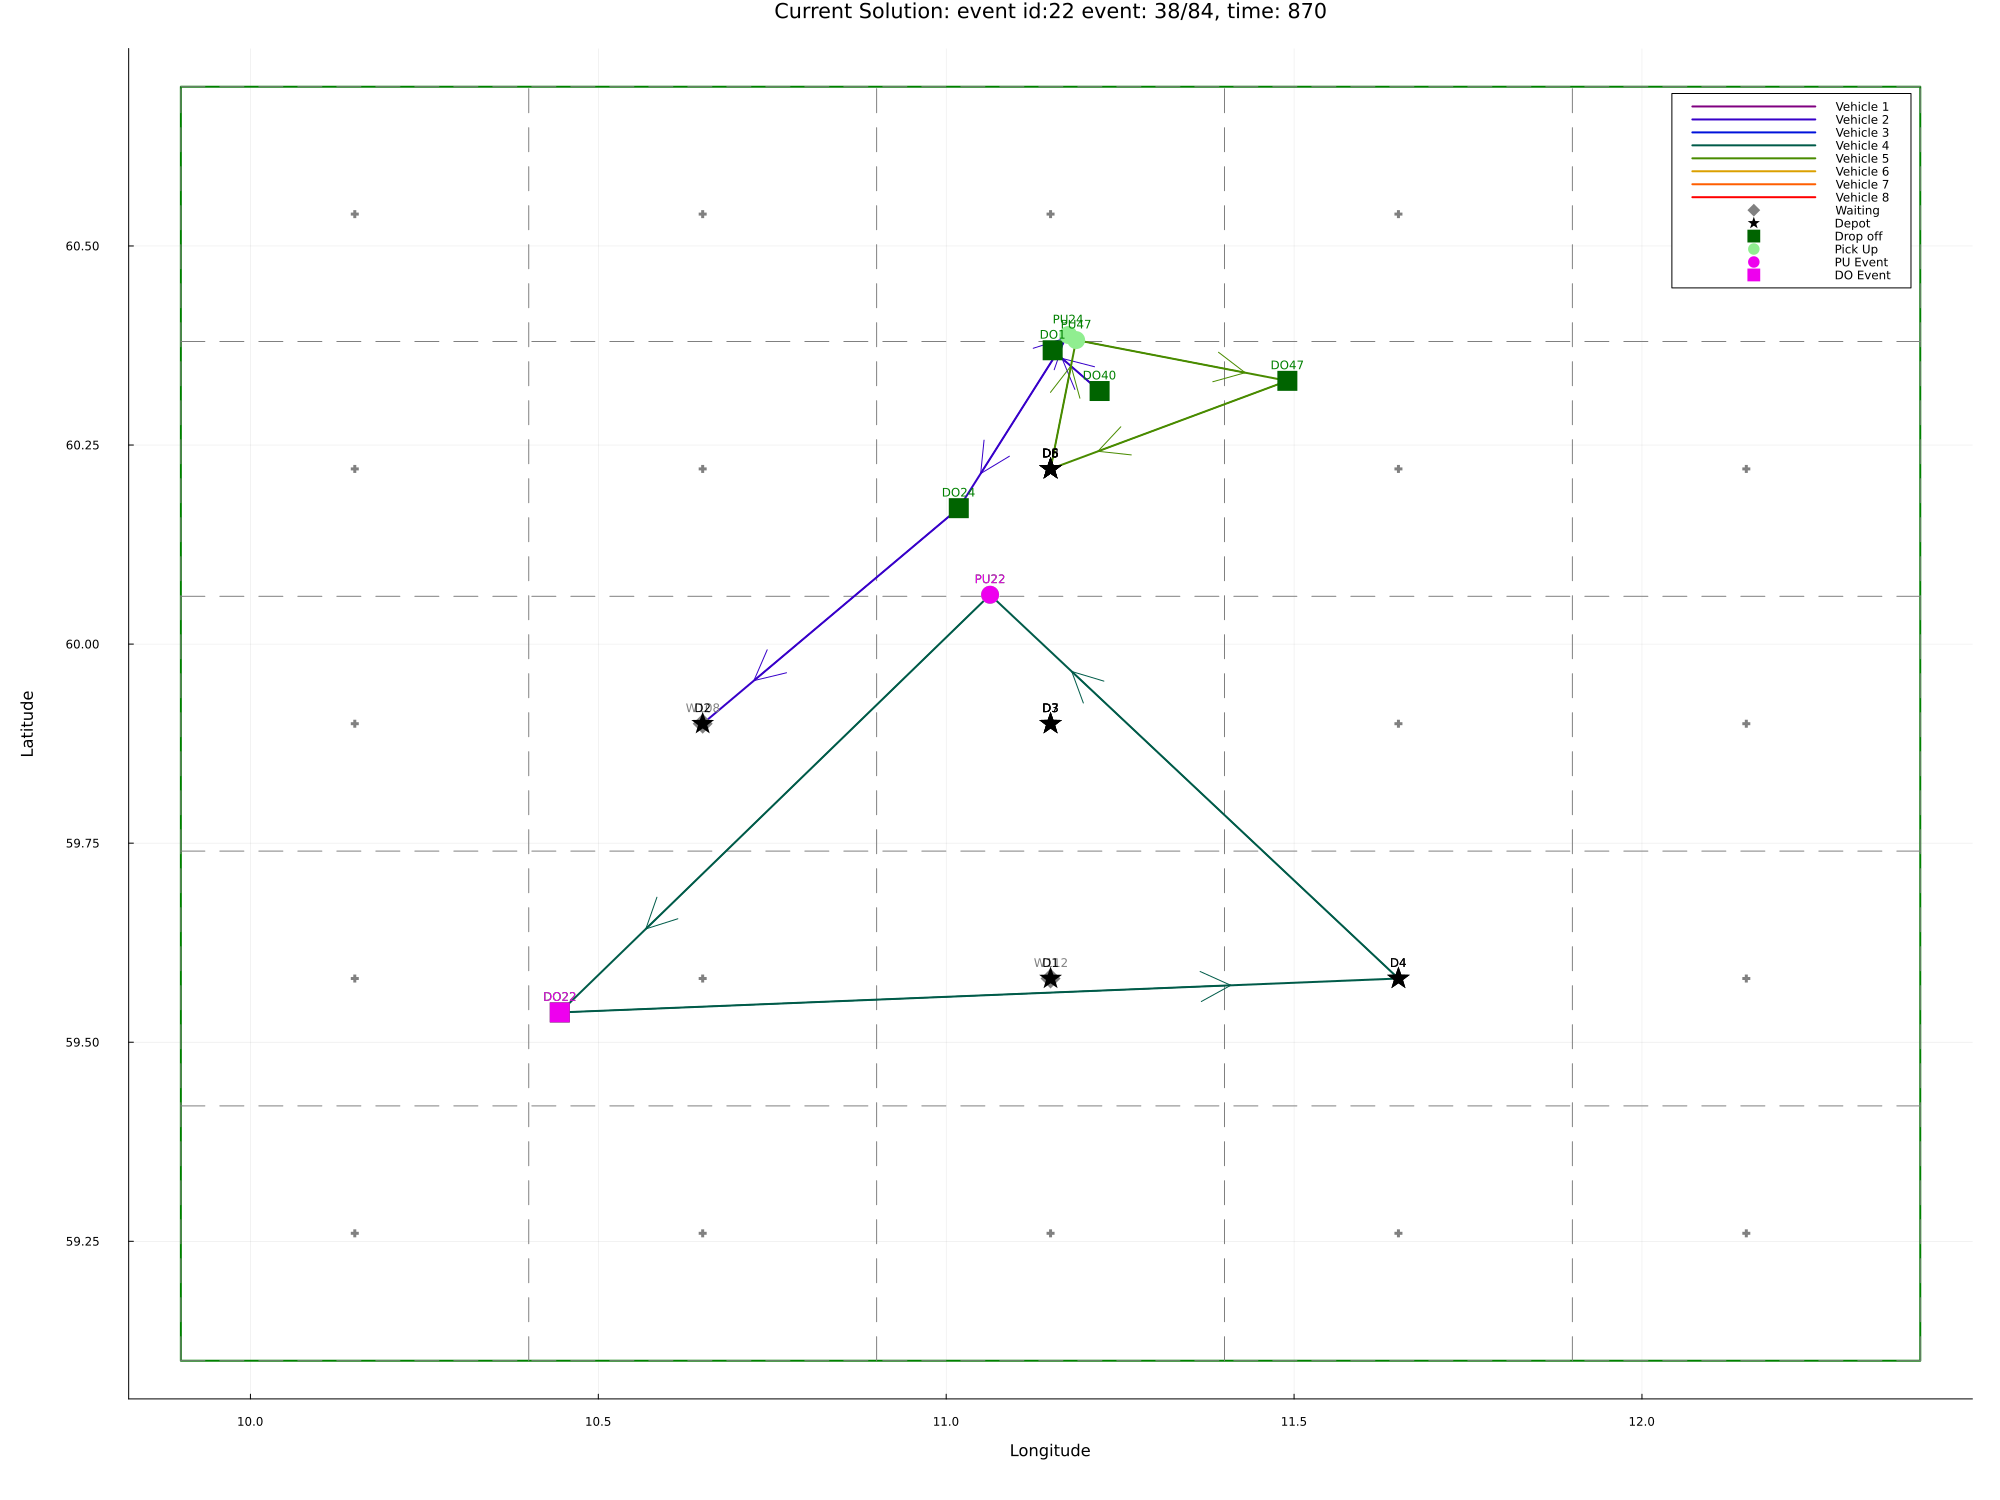 Current Solution: event id:22 event: 38/84, time: 870
Vehicle 1
Vehicle 2
Vehicle 3
Vehicle 4
Vehicle 5
Vehicle 6
Vehicle 7
Vehicle 8
Waiting
Depot
Drop off
Pick Up
PU Event
DO Event
60.50
PU24
PU47
DO1
DO47
DO40
60.25
DO24
60.00
PU22
D2
59.75
D1
D4
DO22
59.50
59.25
Latitude
10.0
10.5
11.0
11.5
12.0
Longitude